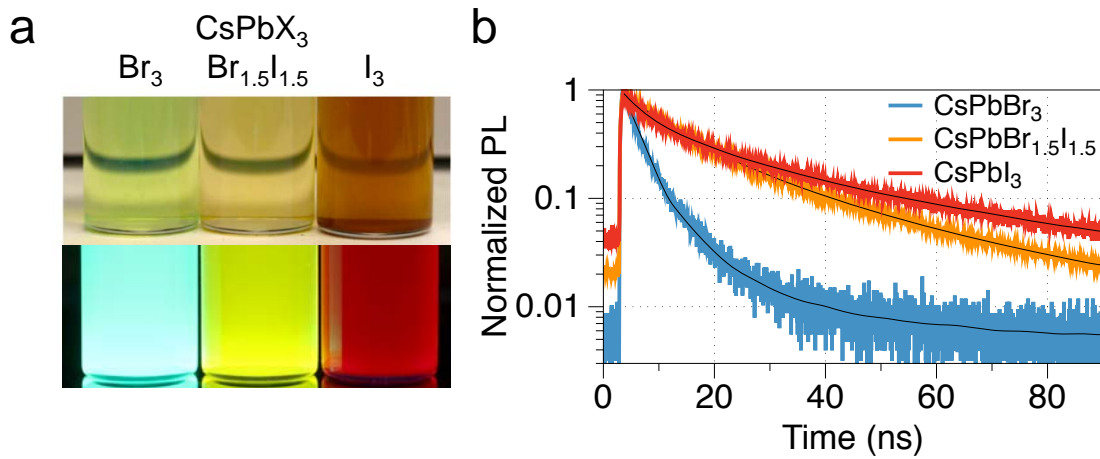 a
CsPbX₃
Br₃ Br₁.₅I₁.₅ I₃
b
Normalized PL
1
0.1
0.01
CsPbBr₃
CsPbBr₁.₅I₁.₅
CsPbI₃
0 20 40 60 80
Time (ns)